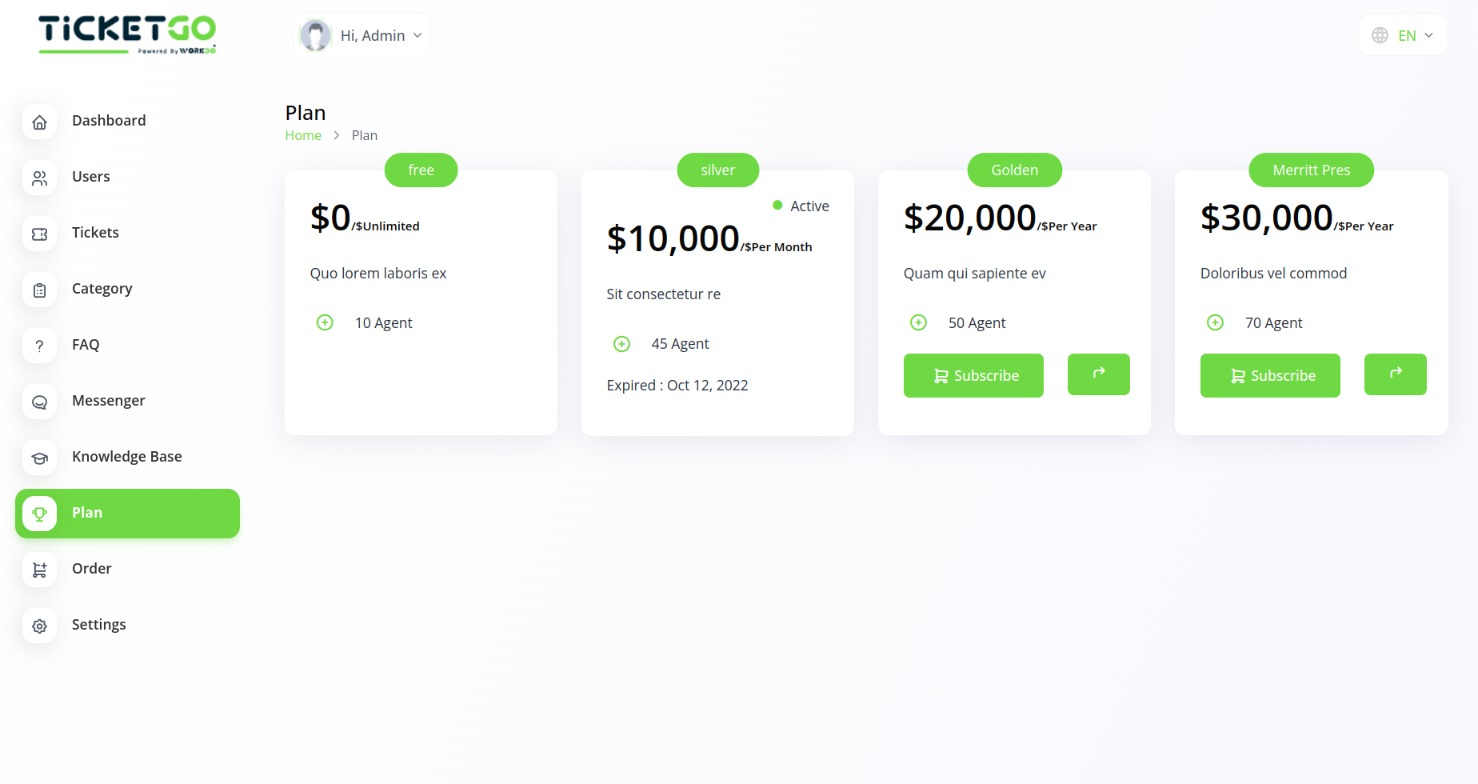 TiCKETGO
Powered By WORKDO
Hi, Admin
EN
Dashboard
Users
Tickets
Category
FAQ
Messenger
Knowledge Base
Plan
Order
Settings
Plan
Home > Plan
free
$0/$Unlimited
Quo lorem laboris ex
10 Agent
silver
Active
$10,000/$Per Month
Sit consectetur re
45 Agent
Expired : Oct 12, 2022
Golden
$20,000/$Per Year
Quam qui sapiente ev
50 Agent
Subscribe
Merritt Pres
$30,000/$Per Year
Doloribus vel commod
70 Agent
Subscribe